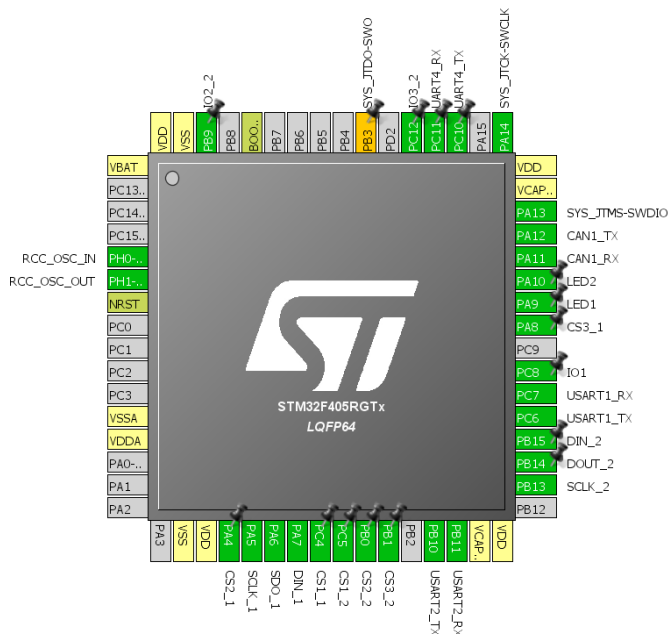 IO2_2
SYS_JTDO-SWO
IO3_2
UART4_RX
UART4_TX
SYS_JTCK-SWCLK
VDD
VSS
PB9
PB8
BOO..
PB7
PB6
PB5
PB4
PB3
PD2
PC12
PC11
PC10
PA15
PA14
VBAT
PC13..
PC14..
PC15..
RCC_OSC_IN PH0-..
RCC_OSC_OUT PH1-..
NRST
PC0
PC1
PC2
PC3
VSSA
VDDA
PA0-..
PA1
PA2
ST
STM32F405RGTx
LQFP64
VDD
VCAP..
PA13 SYS_JTMS-SWDIO
PA12 CAN1_TX
PA11 CAN1_RX
PA10 LED2
PA9 LED1
PA8 CS3_1
PC9
PC8 IO1
PC7 USART1_RX
PC6 USART1_TX
PB15 DIN_2
PB14 DOUT_2
PB13 SCLK_2
PB12
PA3
VSS
VDD
PA4
PA5
PA6
PA7
PC4
PC5
PB0
PB1
PB2
PB10
PB11
VCAP..
VDD
CS2_1
SCLK_1
SDO_1
DIN_1
CS1_1
CS1_2
CS2_2
CS3_2
USART2_TX
USART2_RX